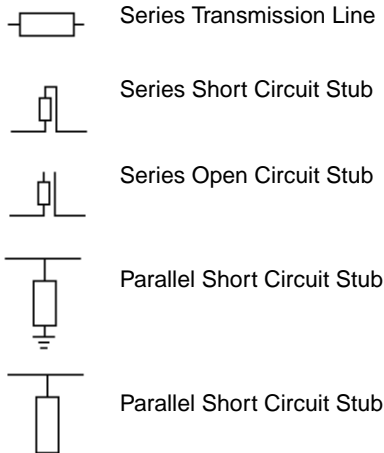 Series Transmission Line
Series Short Circuit Stub
Series Open Circuit Stub
Parallel Short Circuit Stub
Parallel Short Circuit Stub